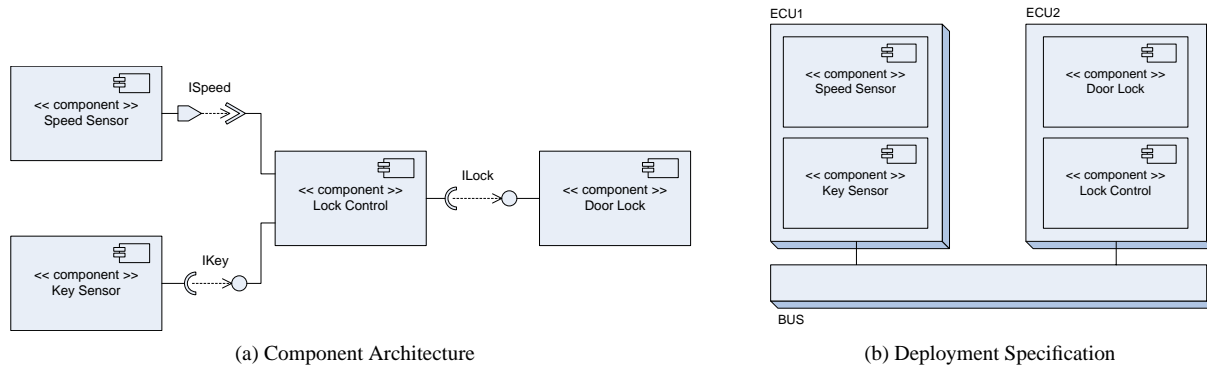 << component >>
Speed Sensor
ISpeed
<< component >>
Lock Control
ILock
<< component >>
Door Lock
<< component >>
Key Sensor
IKey
(a) Component Architecture
ECU1
<< component >>
Speed Sensor
<< component >>
Key Sensor
ECU2
<< component >>
Door Lock
<< component >>
Lock Control
BUS
(b) Deployment Specification